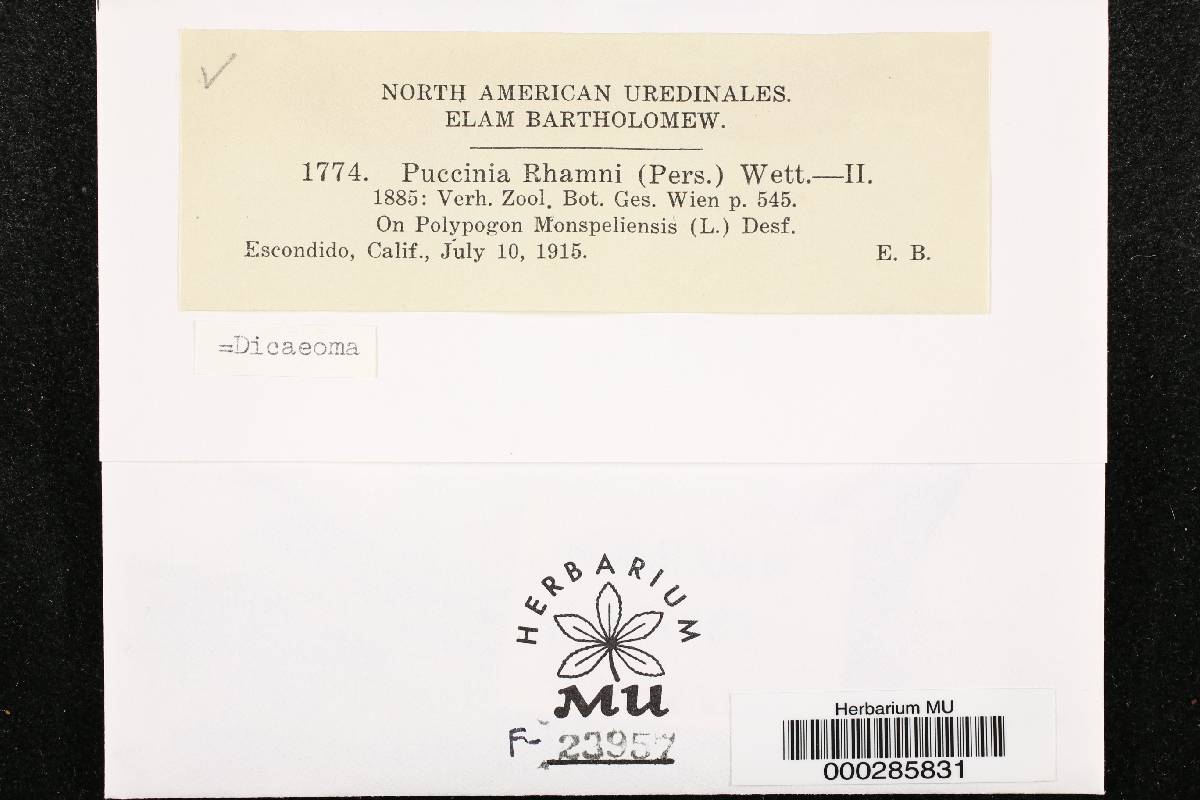 NORTH AMERICAN UREDINALES.
ELAM BARTHOLOMEW.
1774. Puccinia Rhamni (Pers.) Wett.—II.
1885: Verh. Zool. Bot. Ges. Wien p. 545.
On Polypogon Monspeliensis (L.) Desf.
Escondido, Calif., July 10, 1915. E. B.
=Dicaeoma
HERBARIUM
MU
F- 23957
Herbarium MU
000285831